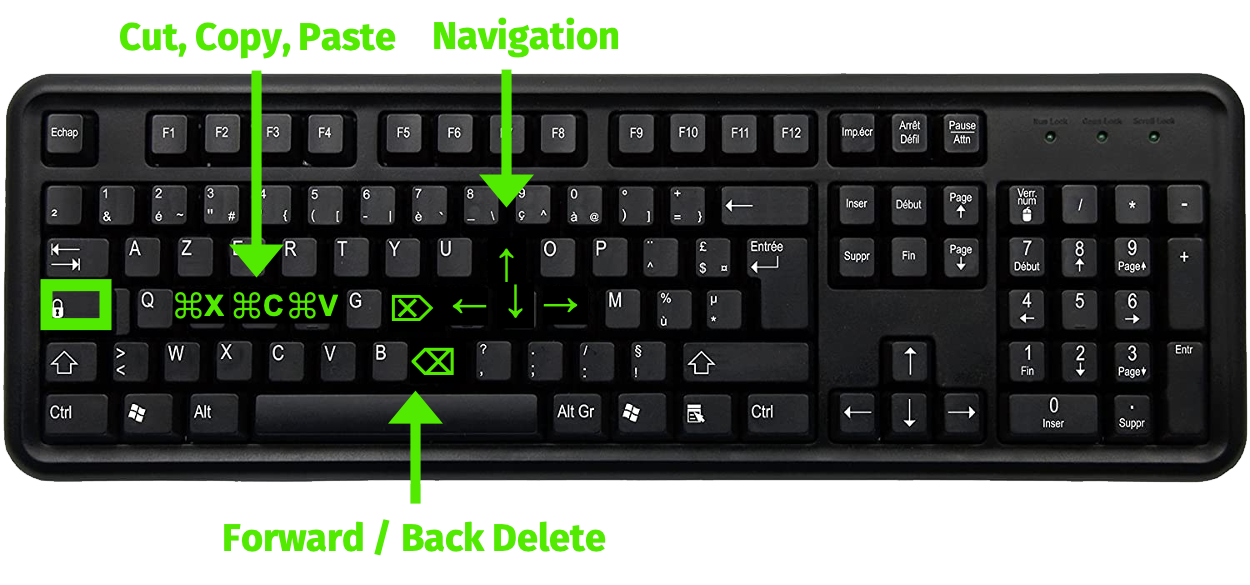 Cut, Copy, Paste Navigation
Echap F1 F2 F3 F4 F5 F6 F7 F8 F9 F10 F11 F12 Imp.écr Arrêt Défil Pause Attn Num Lock Caps Lock Scroll Lock
² 1 & 2 é ~ 3 " # 4 { 5 ( [ 6 - | 7 è ` 8 _ \ 9 ç ^ 0 à @ ° ) ] + = } ← Inser Début Page ↑ Verr. num / * -
A Z E R T Y U ↑ O P ¨ ^ £ $ ¤ Entrée Suppr Fin Page ↓ 7 Début 8 ↑ 9 Page↑ +
Q ⌘X ⌘C ⌘V G ⌦ ← ↓ → M % ù µ * 4 ← 5 6 →
> < W X C V B ⌫ ? , . ; / : § ! ↑ 1 Fin 2 ↓ 3 Page↓ Entr
Ctrl Alt Alt Gr Ctrl ← ↓ → 0 Inser . Suppr
Forward / Back Delete